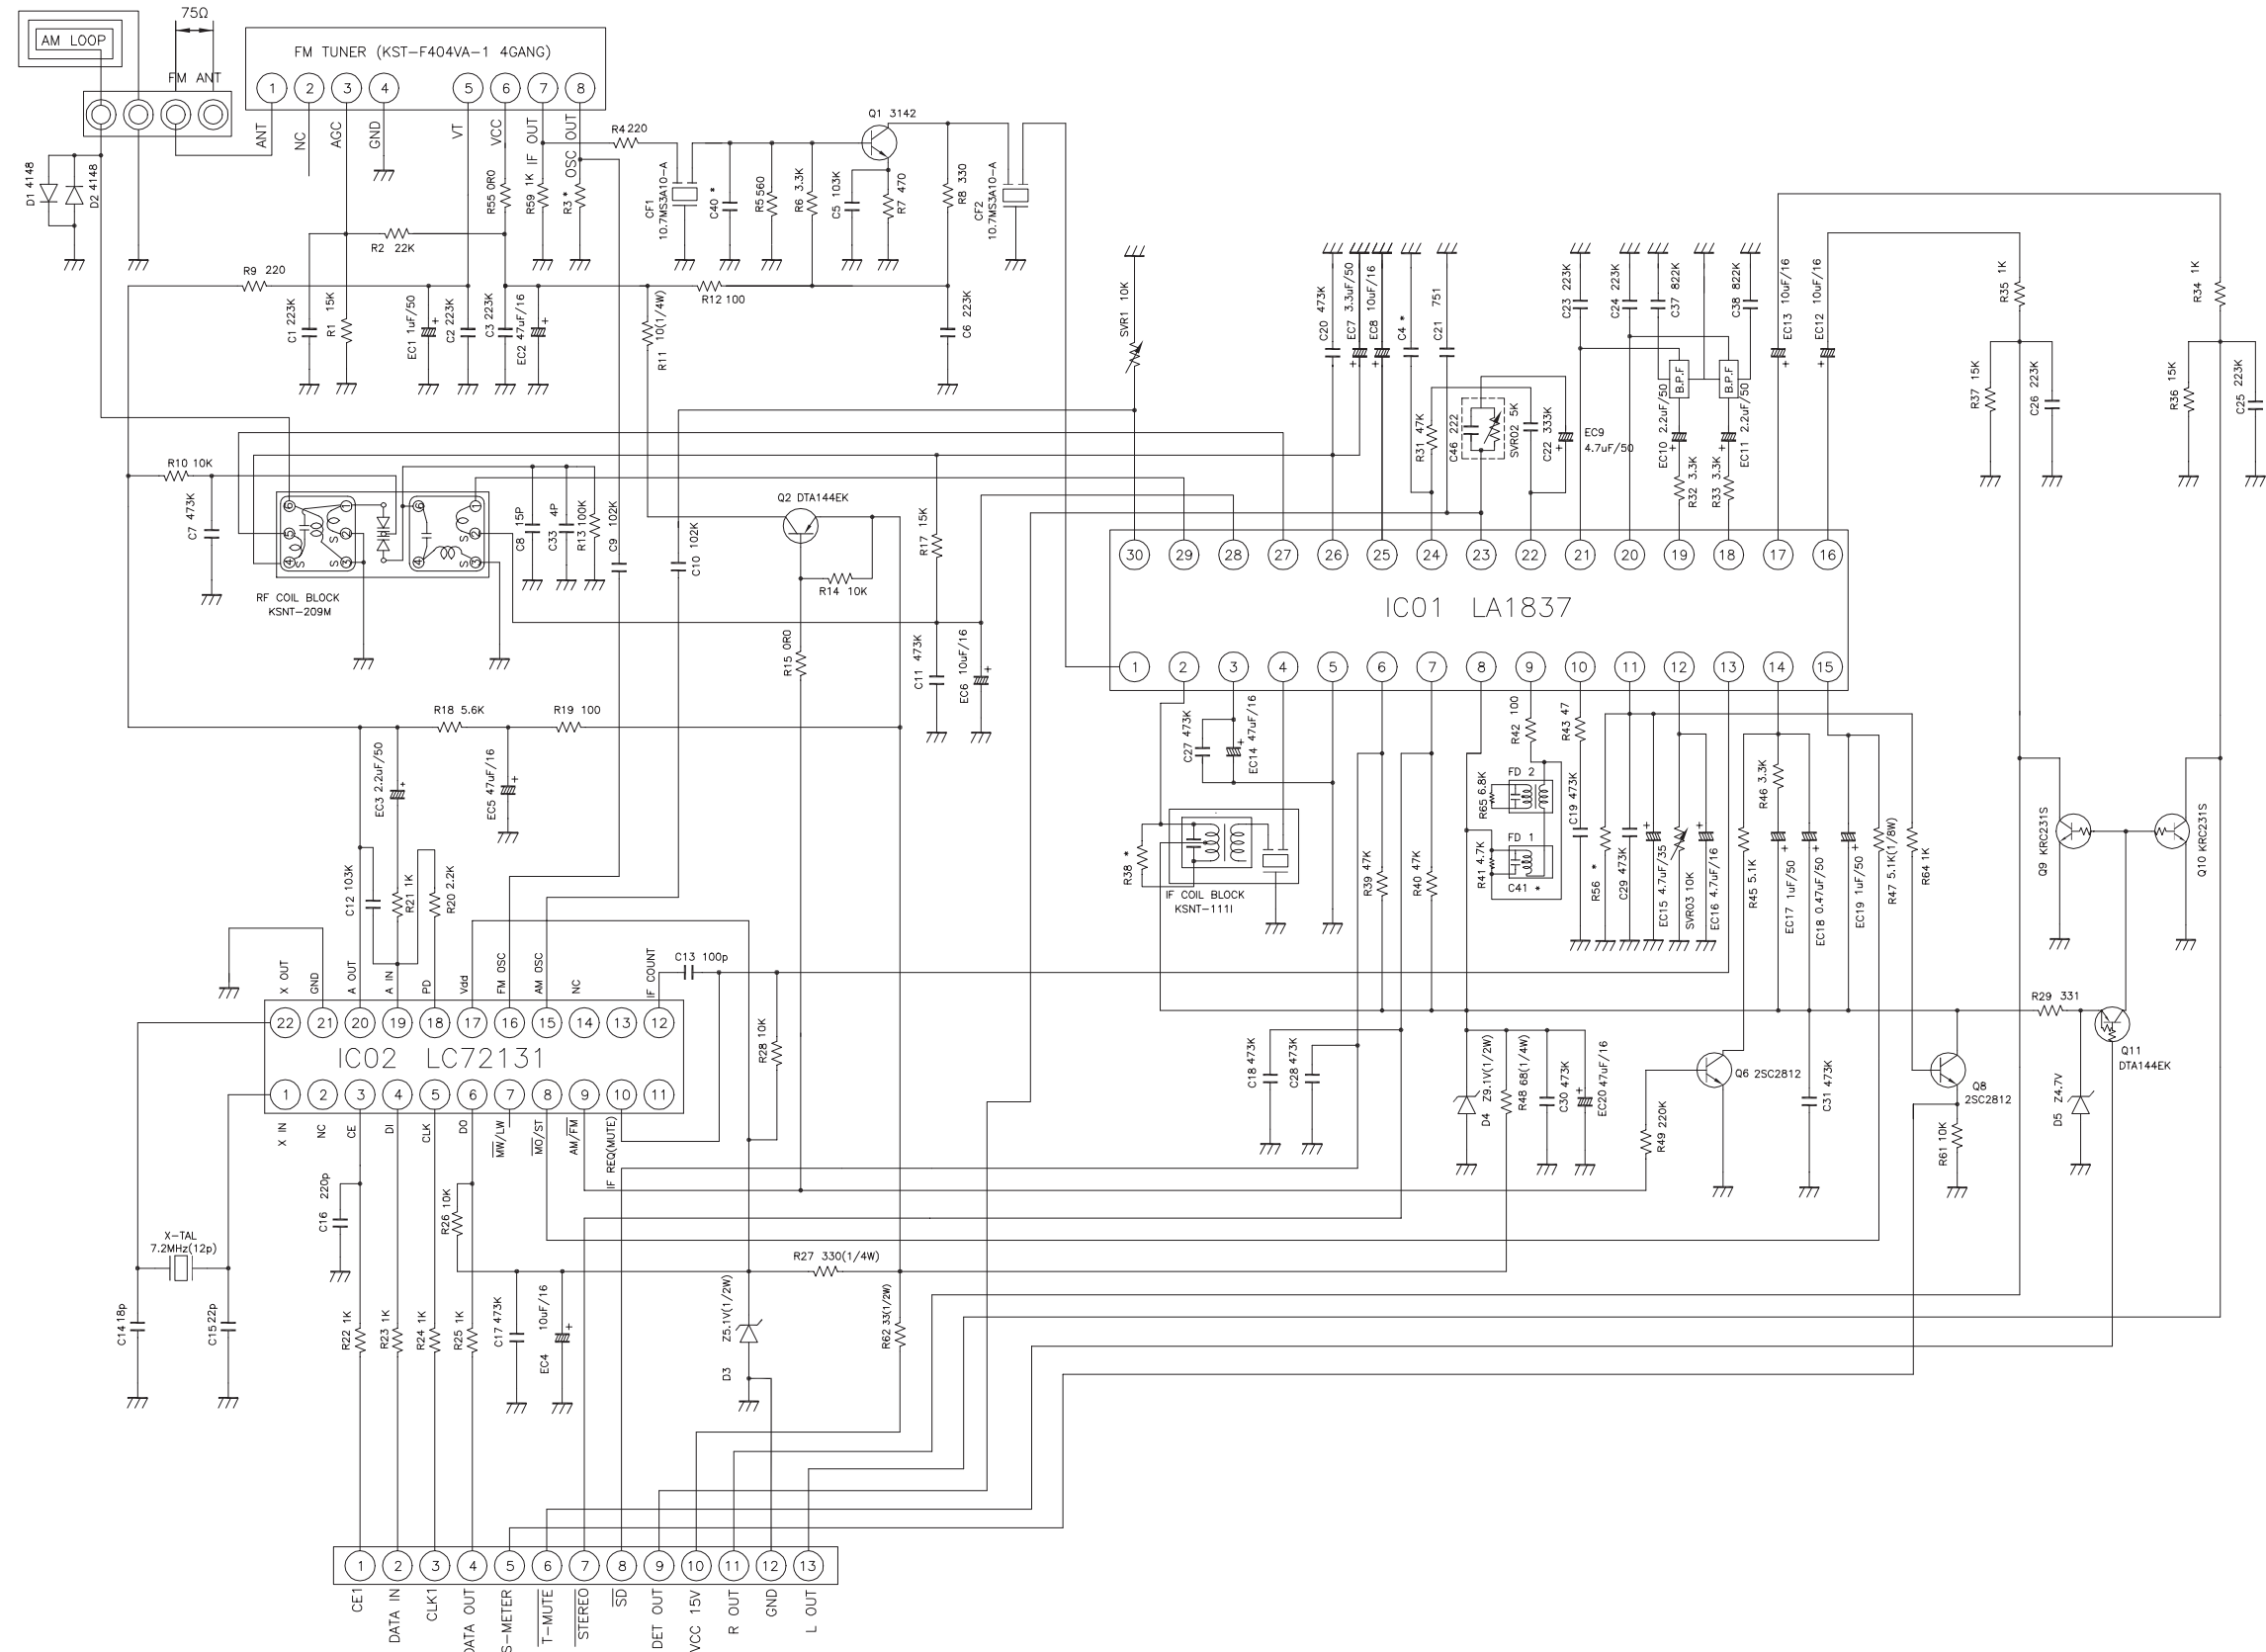 75Ω
AM LOOP
FM ANT
FM TUNER (KST-F404VA-1 4GANG)
1 2 3 4 5 6 7 8
ANT
NC
AGC
GND
VT
VCC
IF OUT
OSC OUT
D1 4148
D2 4148
R55 0R0
R59 1K
R3 *
R4 220
CF1
10.7MS3A10-A
C40 *
R5 560
R6 3.3K
C5 103K
Q1 3142
R7 470
R8 330
CF2
10.7MS3A10-A
R2 22K
R9 220
C1 223K
R1 15K
EC1 1uF/50
C2 223K
C3 223K
EC2 47uF/16
R11 10(1/4W)
R12 100
C6 223K
SVR1 10K
C20 473K
EC7 3.3uF/50
EC8 10uF/16
C4 *
C21 751
C23 223K
C24 223K
C37 822K
C38 822K
EC13 10uF/16
EC12 10uF/16
R35 1K
R34 1K
B.P.F
B.P.F
R31 47K
C46 222
SVR02 5K
C22 333K
EC9
4.7uF/50
EC10 2.2uF/50
EC11 2.2uF/50
R32 3.3K
R33 3.3K
R37 15K
C26 223K
R36 15K
C25 223K
R10 10K
C7 473K
6 1
5 2
4 3
S
S
S
6 1
2
4 3
S
S
RF COIL BLOCK
KSNT-209M
C8 15P
C33 4P
R13 100K
C9 102K
C10 102K
Q2 DTA144EK
R14 10K
R15 0R0
R17 15K
C11 473K
EC6 10uF/16
30 29 28 27 26 25 24 23 22 21 20 19 18 17 16
IC01 LA1837
1 2 3 4 5 6 7 8 9 10 11 12 13 14 15
R18 5.6K
R19 100
EC3 2.2uF/50
EC5 47uF/16
C12 103K
R21 1K
R20 2.2K
C27 473K
EC14 47uF/16
R38 *
IF COIL BLOCK
KSNT-111I
R39 47K
R40 47K
R42 100
FD 2
R65 6.8K
FD 1
R41 4.7K
C41 *
R43 47
C19 473K
R56 *
C29 473K
EC15 4.7uF/35
SVR03 10K
EC16 4.7uF/16
R45 5.1K
R46 3.3K
EC17 1uF/50
EC18 0.47uF/50
EC19 1uF/50
R47 5.1K(1/8W)
R64 1K
Q9 KRC231S
Q10 KRC231S
X OUT
GND
A OUT
A IN
PD
Vdd
FM OSC
AM OSC
NC
IF COUNT
C13 100p
22 21 20 19 18 17 16 15 14 13 12
IC02 LC72131
1 2 3 4 5 6 7 8 9 10 11
X IN
NC
CE
DI
CLK
DO
MW/LW
MO/ST
AM/FM
IF REQ(MUTE)
R28 10K
C18 473K
C28 473K
D4 Z9.1V(1/2W)
R48 68(1/4W)
C30 473K
EC20 47uF/16
R49 220K
Q6 2SC2812
C31 473K
Q8
2SC2812
R61 10K
R29 331
Q11
DTA144EK
D5 Z4.7V
C16 220p
R26 10K
X-TAL
7.2MHz(12p)
C14 18p
C15 22p
R22 1K
R23 1K
R24 1K
R25 1K
C17 473K
EC4 10uF/16
D3 Z5.1V(1/2W)
R27 330(1/4W)
R62 33(1/2W)
1 2 3 4 5 6 7 8 9 10 11 12 13
CE1
DATA IN
CLK1
DATA OUT
S-METER
T-MUTE
STEREO
SD
DET OUT
VCC 15V
R OUT
GND
L OUT